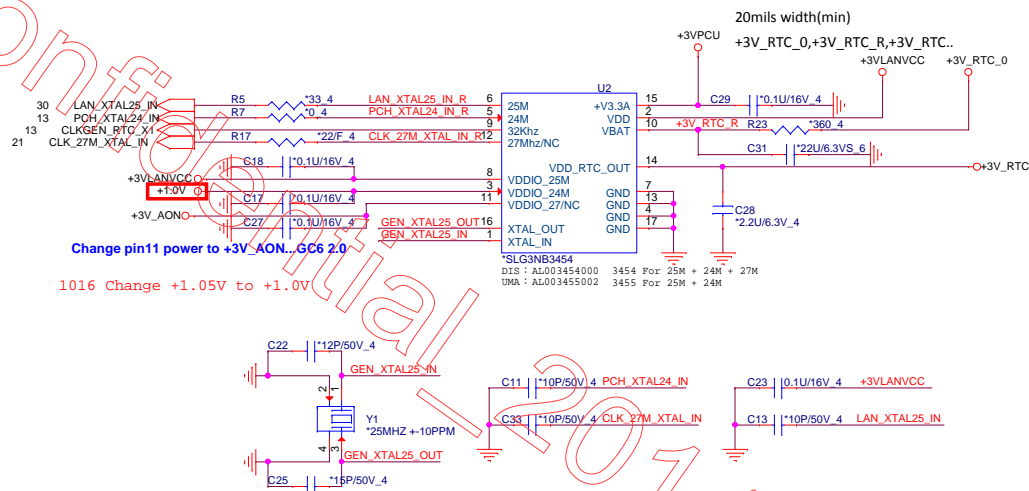 20mils width(min)
+3V_RTC_0,+3V_RTC_R,+3V_RTC..
+3VPCU
+3VLANVCC
+3V_RTC_0
U2
30 LAN_XTAL25_IN R5 *33_4 LAN_XTAL25_IN_R 6 25M
13 PCH_XTAL24_IN R7 *0_4 PCH_XTAL24_IN_R 5 24M
13 CLKGEN_RTC_X1 9 32Khz
21 CLK_27M_XTAL_IN R17 *22/F_4 CLK_27M_XTAL_IN_R 12 27Mhz/NC
+V3.3A 15 C29 *0.1U/16V_4
VDD 2
VBAT 10 +3V_RTC_R R23 *360_4
C31 *22U/6.3VS_6
VDD_RTC_OUT 14 +3V_RTC
C18 *0.1U/16V_4
+3VLANVCC 8 VDDIO_25M
+1.0V 3 VDDIO_24M
C17 *0.1U/16V_4 11 VDDIO_27/NC
+3V_AON
C27 *0.1U/16V_4
GEN_XTAL25_OUT 16 XTAL_OUT
GEN_XTAL25_IN 1 XTAL_IN
GND 7
GND 13
GND 4
GND 17
C28
*2.2U/6.3V_4
*SLG3NB3454
DIS : AL003454000 3454 For 25M + 24M + 27M
UMA : AL003455002 3455 For 25M + 24M
Change pin11 power to +3V_AON...GC6 2.0
1016 Change +1.05V to +1.0V
C22 *12P/50V_4
GEN_XTAL25_IN
2 1
Y1
*25MHZ +-10PPM
4 3
GEN_XTAL25_OUT
C25 *15P/50V_4
C11 *10P/50V_4 PCH_XTAL24_IN
C33 *10P/50V_4 CLK_27M_XTAL_IN
C23 0.1U/16V_4 +3VLANVCC
C13 *10P/50V_4 LAN_XTAL25_IN
onfidential_201